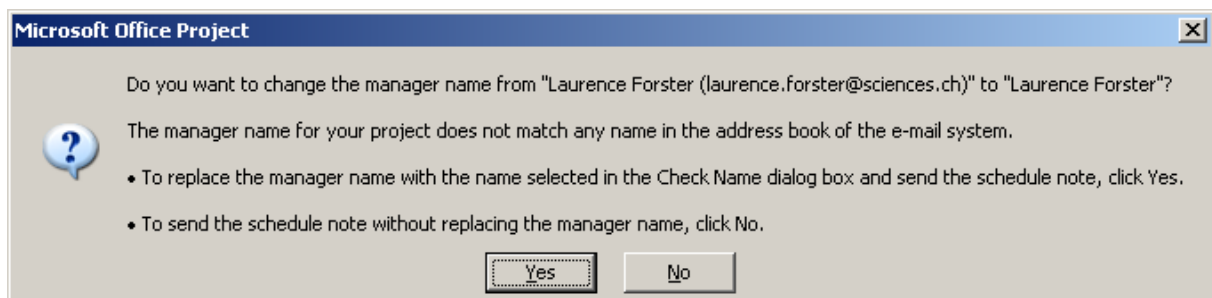 Microsoft Office Project
Do you want to change the manager name from "Laurence Forster (laurence.forster@sciences.ch)" to "Laurence Forster"?
The manager name for your project does not match any name in the address book of the e-mail system.
• To replace the manager name with the name selected in the Check Name dialog box and send the schedule note, click Yes.
• To send the schedule note without replacing the manager name, click No.
Yes No